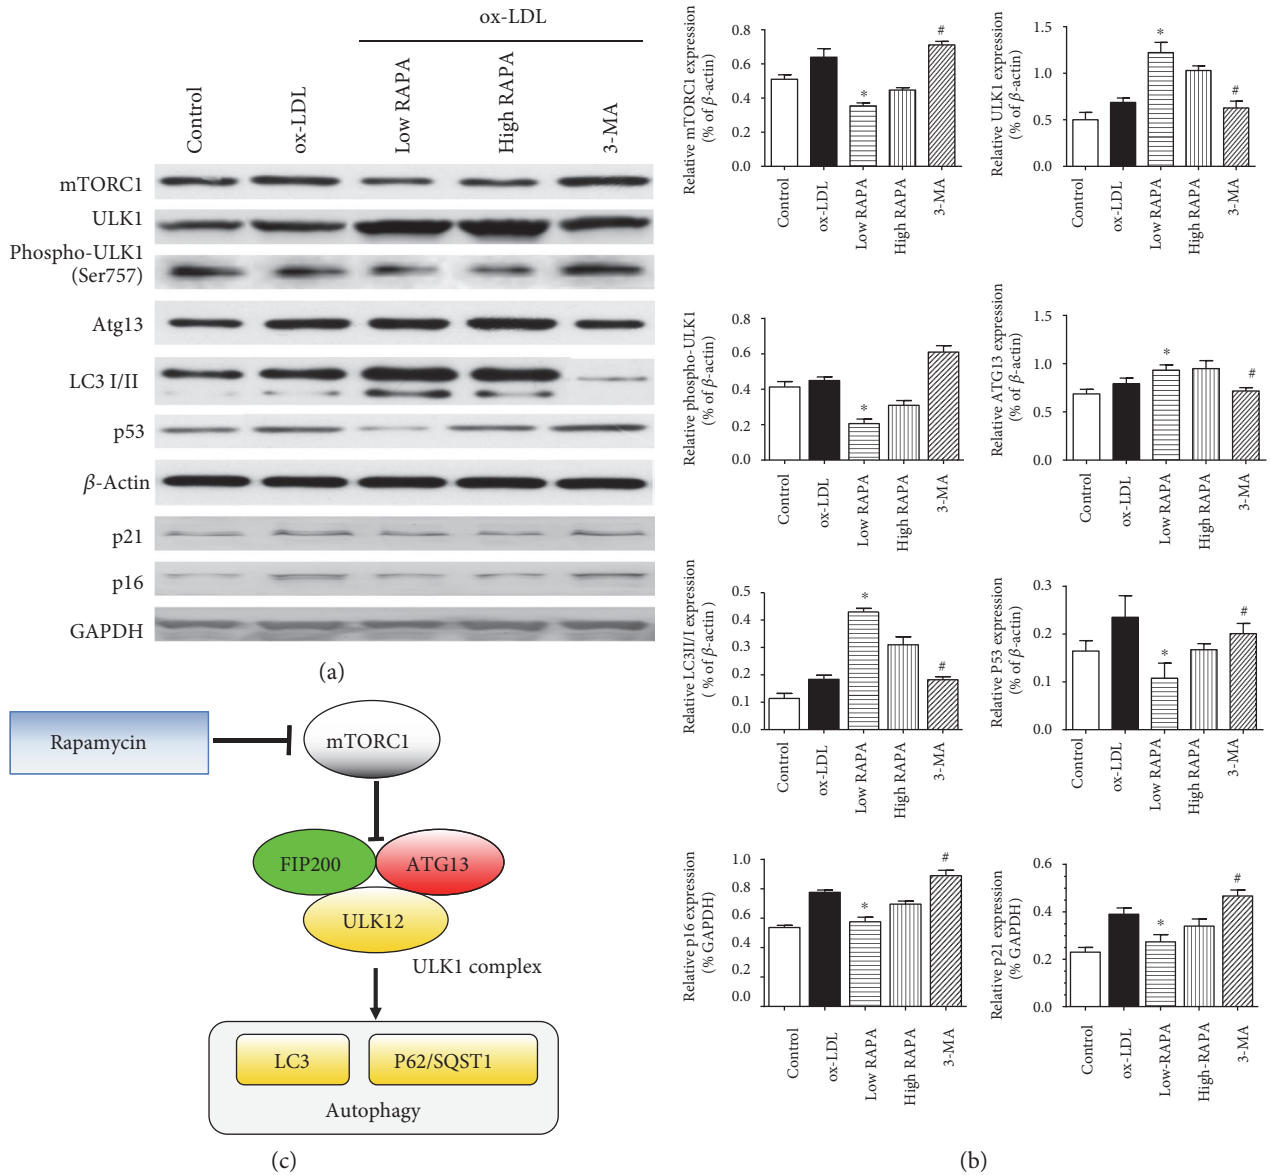 ox-LDL
Control
ox-LDL
Low RAPA
High RAPA
3-MA
mTORC1
ULK1
Phospho-ULK1
(Ser757)
Atg13
LC3 I/II
p53
β-Actin
p21
p16
GAPDH
(a)
Relative mTORC1 expression
(% of β-actin)
0.8
0.6
0.4
0.2
0.0
*
#
Control
ox-LDL
Low RAPA
High RAPA
3-MA
Relative ULK1 expression
(% of β-actin)
1.5
1.0
0.5
0.0
*
#
Control
ox-LDL
Low RAPA
High RAPA
3-MA
Relative phospho-ULK1
(% of β-actin)
0.8
0.6
0.4
0.2
0.0
*
Control
ox-LDL
Low RAPA
High RAPA
3-MA
Relative ATG13 expression
(% of β-actin)
1.5
1.0
0.5
0.0
*
#
Control
ox-LDL
Low RAPA
High RAPA
3-MA
Relative LC3II/I expression
( % of β-actin )
0.5
0.4
0.3
0.2
0.1
0.0
*
#
Control
ox-LDL
Low RAPA
High RAPA
3-MA
Relative P53 expression
(% of β-actin)
0.3
0.2
0.1
0.0
*
#
Control
ox-LDL
Low RAPA
High RAPA
3-MA
Relative p16 expression
(% GAPDH)
1.0
0.8
0.6
0.4
0.2
0.0
*
#
Control
ox-LDL
Low RAPA
High RAPA
3-MA
Relative p21 expression
(% GAPDH)
0.6
0.4
0.2
0.0
*
#
Control
ox-LDL
Low-RAPA
High-RAPA
3-MA
(b)
Rapamycin
mTORC1
FIP200
ATG13
ULK12
ULK1 complex
LC3
P62/SQST1
Autophagy
(c)